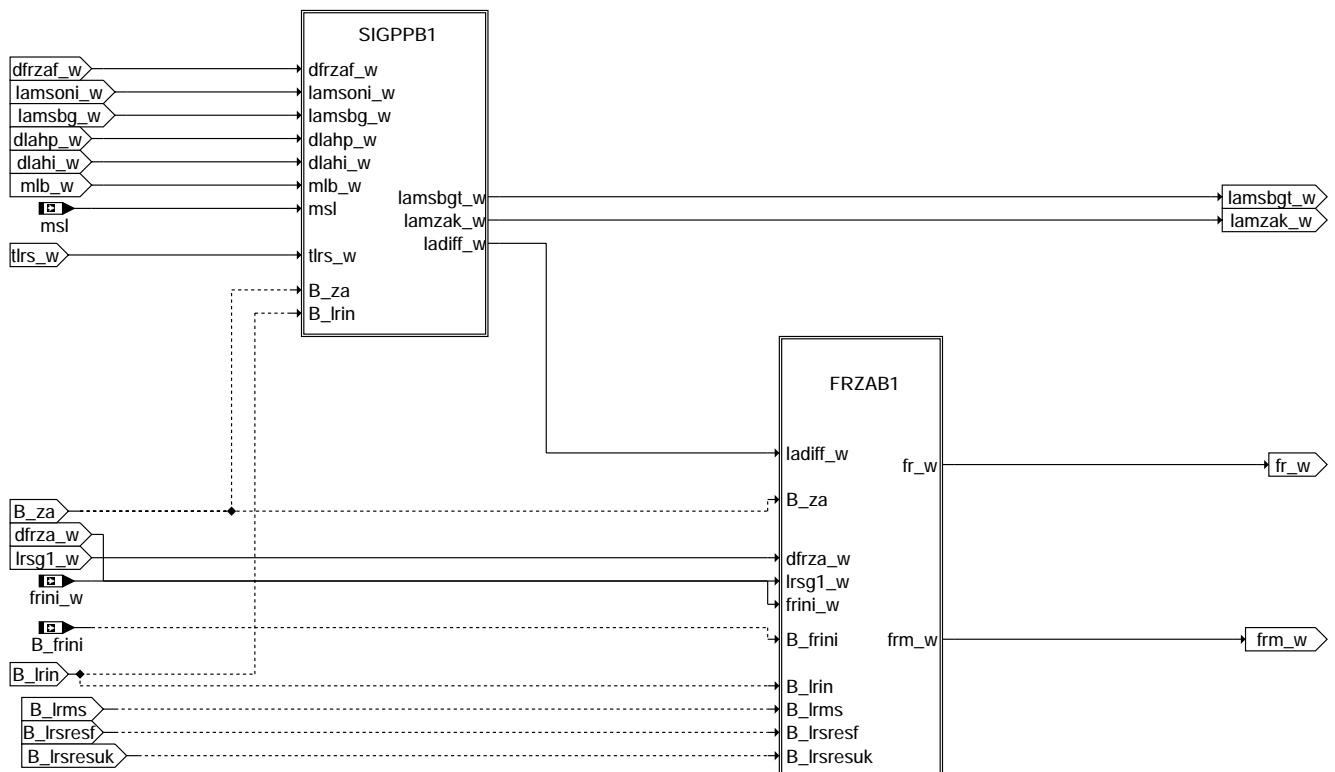 SIGPPB1
dfrzaf_w
lamsoni_w
lamsbg_w
dlahp_w
dlahi_w
mlb_w
msl
tlrs_w
dfrzaf_w
lamsoni_w
lamsbg_w
dlahp_w
dlahi_w
mlb_w
msl
tlrs_w
B_za
B_lrin
lamsbgt_w
lamzak_w
ladiff_w
lamsbgt_w
lamzak_w
FRZAB1
B_za
dfrza_w
lrsg1_w
frini_w
B_frini
B_lrin
B_lrms
B_lrsresf
B_lrsresuk
ladiff_w
B_za
dfrza_w
lrsg1_w
frini_w
B_frini
B_lrin
B_lrms
B_lrsresf
B_lrsresuk
fr_w
frm_w
fr_w
frm_w